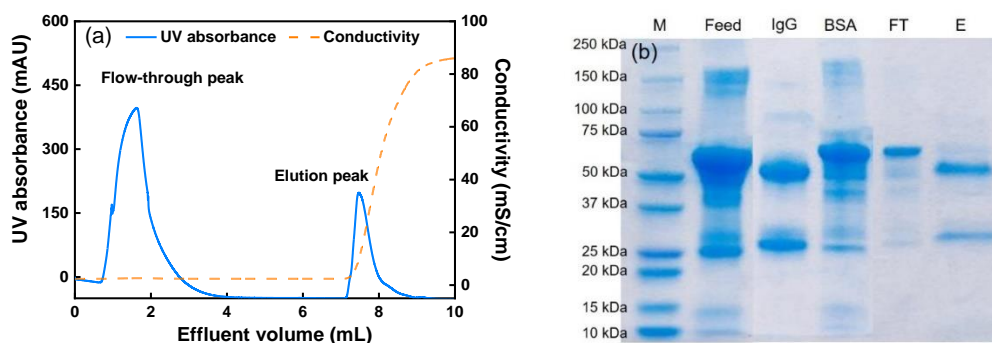 (a)
UV absorbance
Conductivity
Flow-through peak
Elution peak
600
450
300
150
0
UV absorbance (mAU)
100
80
60
40
20
0
Conductivity (mS/cm)
0 2 4 6 8 10
Effluent volume (mL)
M Feed IgG BSA FT E
(b)
250 kDa
150 kDa
100 kDa
75 kDa
50 kDa
37 kDa
25 kDa
20 kDa
15 kDa
10 kDa